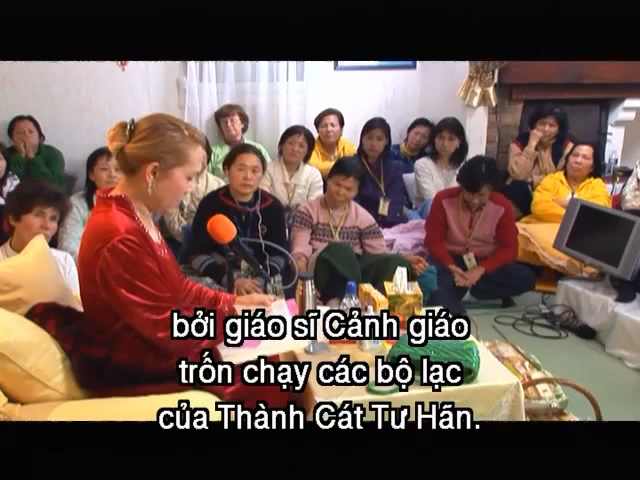 bởi giáo sĩ Cảnh giáo
trốn chạy các bộ lạc
của Thành Cát Tư Hãn.